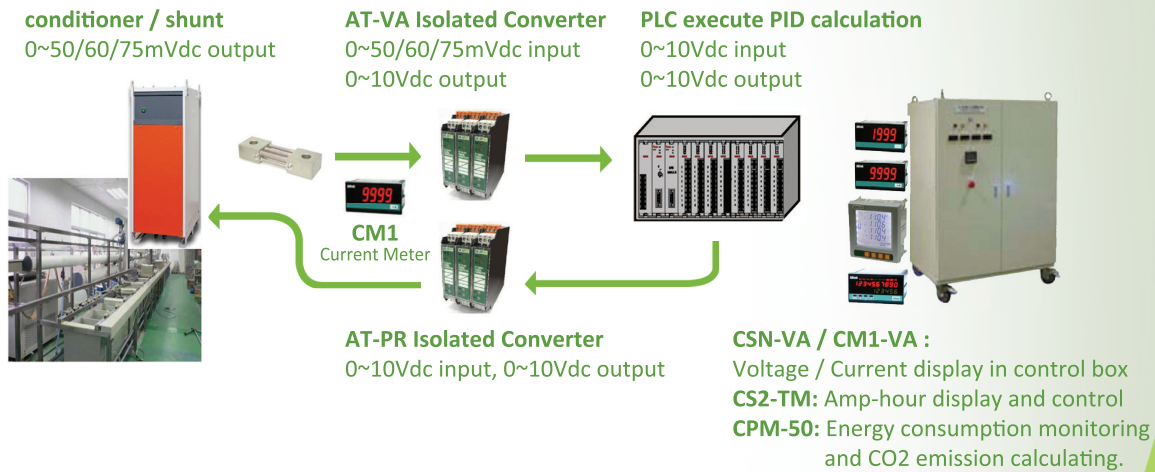 conditioner / shunt
0~50/60/75mVdc output
AT-VA Isolated Converter
0~50/60/75mVdc input
0~10Vdc output
PLC execute PID calculation
0~10Vdc input
0~10Vdc output
9999
CM1
Current Meter
1999
9999
1234567890
123456
AT-PR Isolated Converter
0~10Vdc input, 0~10Vdc output
CSN-VA / CM1-VA :
Voltage / Current display in control box
CS2-TM: Amp-hour display and control
CPM-50: Energy consumption monitoring
and CO2 emission calculating.